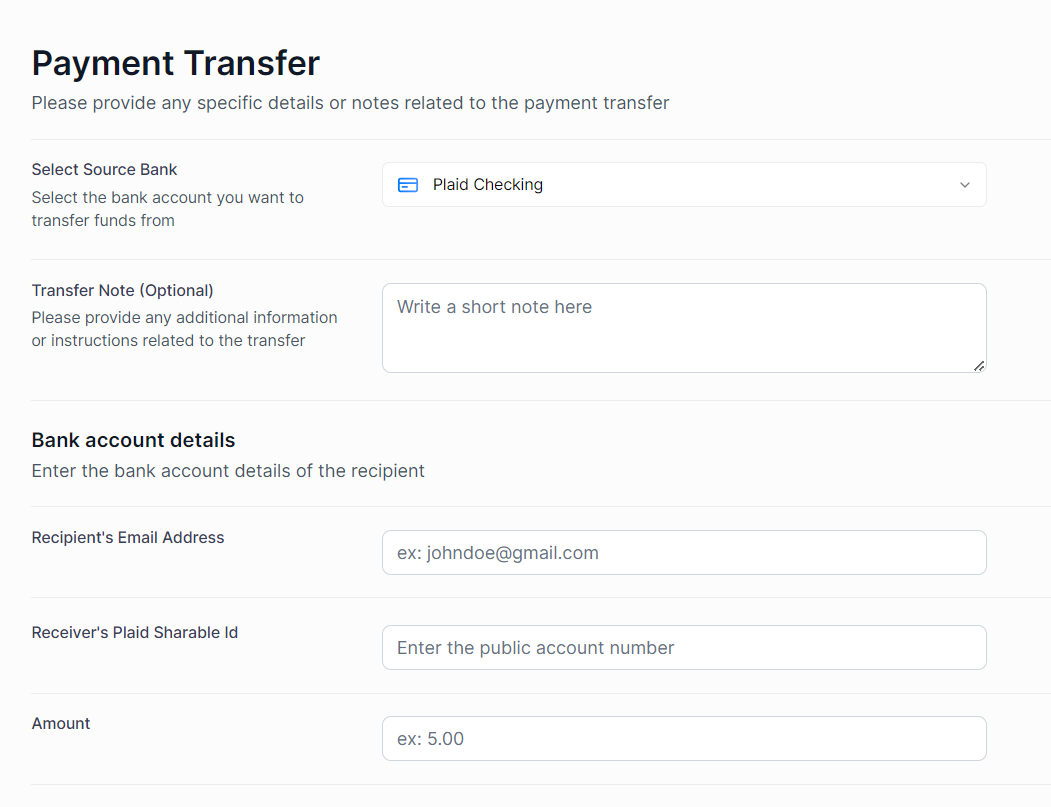 Payment Transfer
Please provide any specific details or notes related to the payment transfer
Select Source Bank
Select the bank account you want to
transfer funds from
Plaid Checking
Transfer Note (Optional)
Please provide any additional information
or instructions related to the transfer
Write a short note here
Bank account details
Enter the bank account details of the recipient
Recipient's Email Address
ex: johndoe@gmail.com
Receiver's Plaid Sharable Id
Enter the public account number
Amount
ex: 5.00